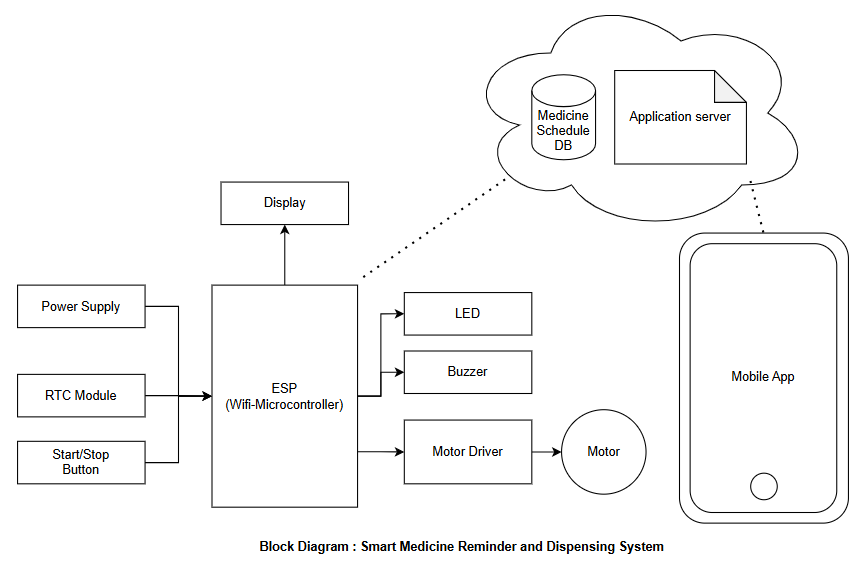 Medicine
Schedule
DB
Application server
Display
Power Supply
LED
RTC Module
ESP
(Wifi-Microcontroller)
Buzzer
Mobile App
Start/Stop
Button
Motor Driver
Motor
Block Diagram : Smart Medicine Reminder and Dispensing System